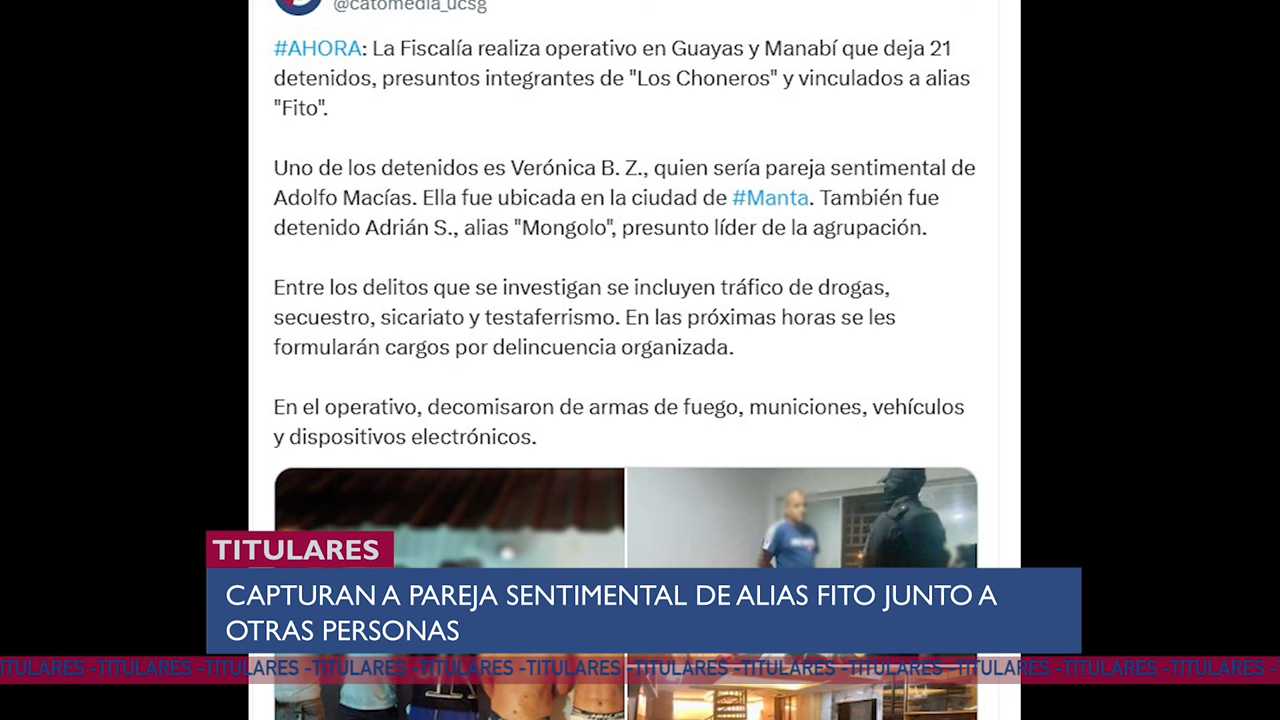 @catomedia_ucsg
#AHORA: La Fiscalía realiza operativo en Guayas y Manabí que deja 21
detenidos, presuntos integrantes de "Los Choneros" y vinculados a alias
"Fito".
Uno de los detenidos es Verónica B. Z., quien sería pareja sentimental de
Adolfo Macías. Ella fue ubicada en la ciudad de #Manta. También fue
detenido Adrián S., alias "Mongolo", presunto líder de la agrupación.
Entre los delitos que se investigan se incluyen tráfico de drogas,
secuestro, sicariato y testaferrismo. En las próximas horas se les
formularán cargos por delincuencia organizada.
En el operativo, decomisaron de armas de fuego, municiones, vehículos
y dispositivos electrónicos.
TITULARES
CAPTURAN A PAREJA SENTIMENTAL DE ALIAS FITO JUNTO A
OTRAS PERSONAS
ITULARES -TITULARES -TITULARES -TITULARES -TITULARES -TITULARES -TITULARES -TITULARES -TITULARES -TITULARES -TITULARES -TITULARES -